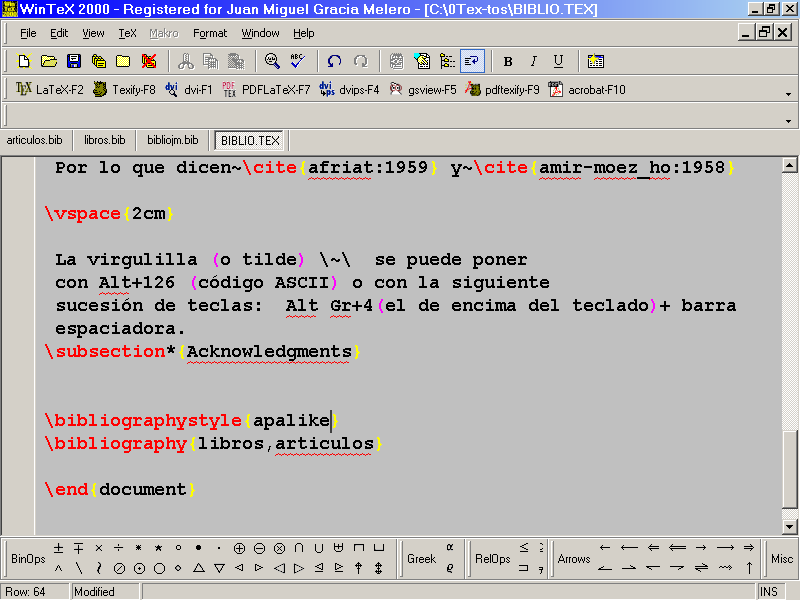 WinTeX 2000 - Registered for Juan Miguel Gracia Melero - [C:\0Tex-tos\BIBLIO.TEX]
File Edit View TeX Makro Format Window Help
B I U
LaTeX-F2 Texify-F8 dvi-F1 PDFLaTeX-F7 dvips-F4 gsview-F5 pdftexify-F9 acrobat-F10
articulos.bib libros.bib bibliojm.bib BIBLIO.TEX
Por lo que dicen~\cite{afriat:1959} y~\cite{amir-moez_ho:1958}
\vspace{2cm}
La virgulilla (o tilde) \~\ se puede poner
con Alt+126 (código ASCII) o con la siguiente
sucesión de teclas: Alt Gr+4(el de encima del teclado)+ barra
espaciadora.
\subsection*{Acknowledgments}
\bibliographystyle{apalike}
\bibliography{libros,articulos}
\end{document}
BinOps Greek RelOps Arrows Misc
Row: 64 Modified INS